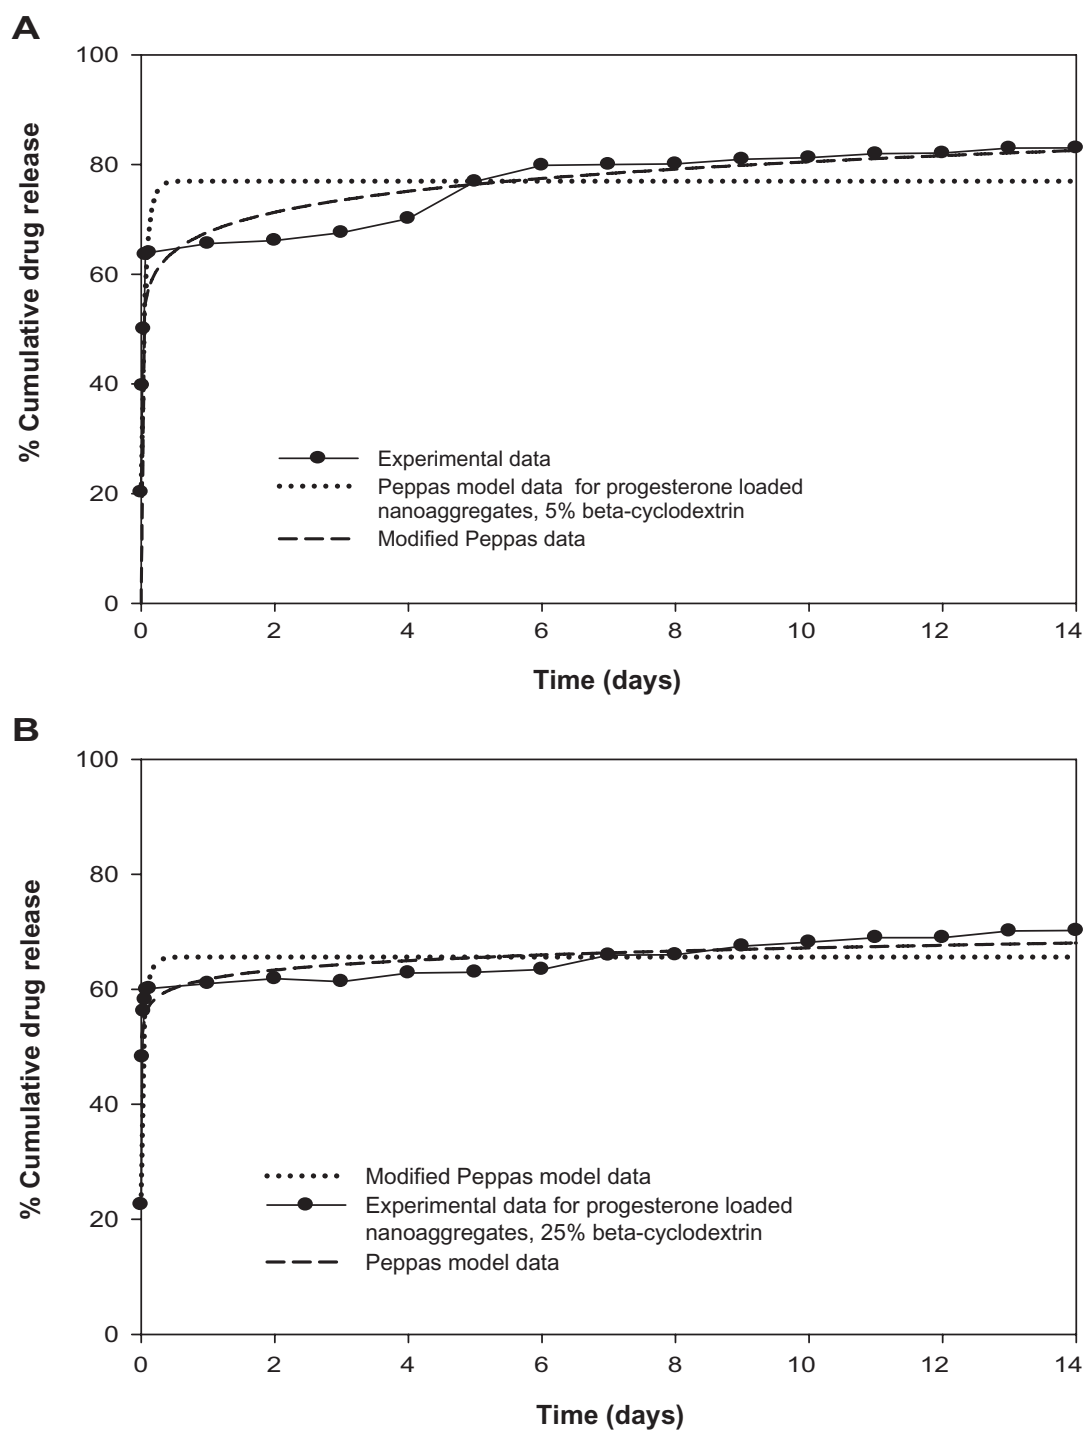 A
% Cumulative drug release
100
80
60
40
20
0
Experimental data
Peppas model data for progesterone loaded
nanoaggregates, 5% beta-cyclodextrin
Modified Peppas data
0 2 4 6 8 10 12 14
Time (days)
B
% Cumulative drug release
100
80
60
40
20
0
Modified Peppas model data
Experimental data for progesterone loaded
nanoaggregates, 25% beta-cyclodextrin
Peppas model data
0 2 4 6 8 10 12 14
Time (days)